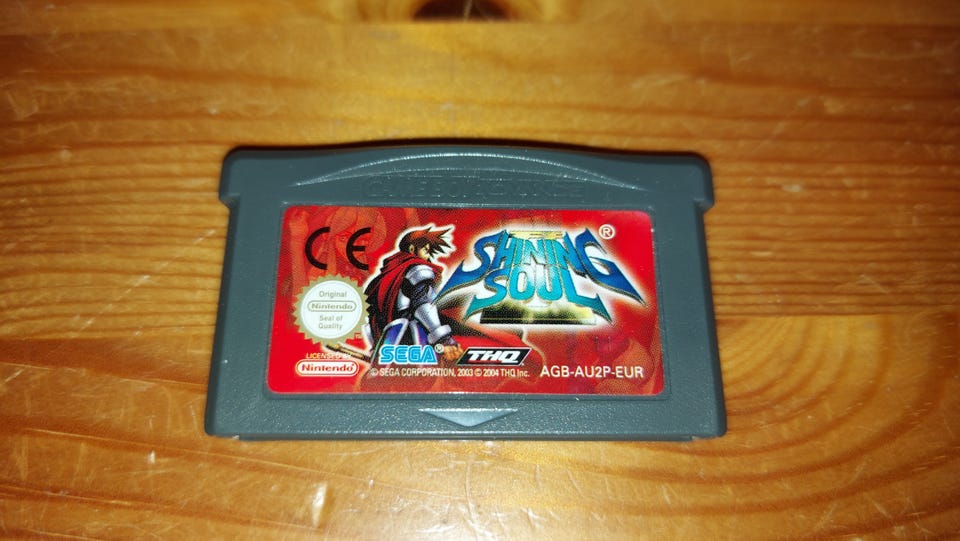 GAME BOY ADVANCE
CE
SHINING
SOUL
®
Original
Nintendo
Seal of
Quality
TM
LICENSED BY
Nintendo
SEGA®
THQ
© SEGA CORPORATION, 2003 © 2004 THQ Inc.
AGB-AU2P-EUR